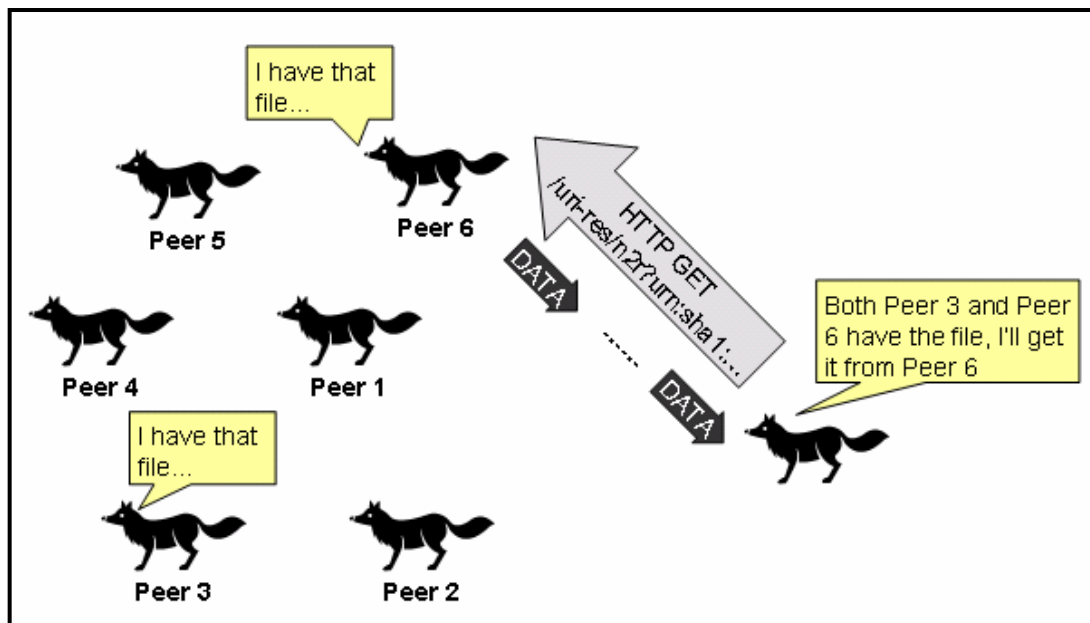 I have that
file...
Peer 5
Peer 6
HTTP GET
/uri-res/n2r?urn:sha1:...
DATA
......
DATA
Both Peer 3 and Peer
6 have the file, I'll get
it from Peer 6
Peer 4
Peer 1
I have that
file...
Peer 3
Peer 2